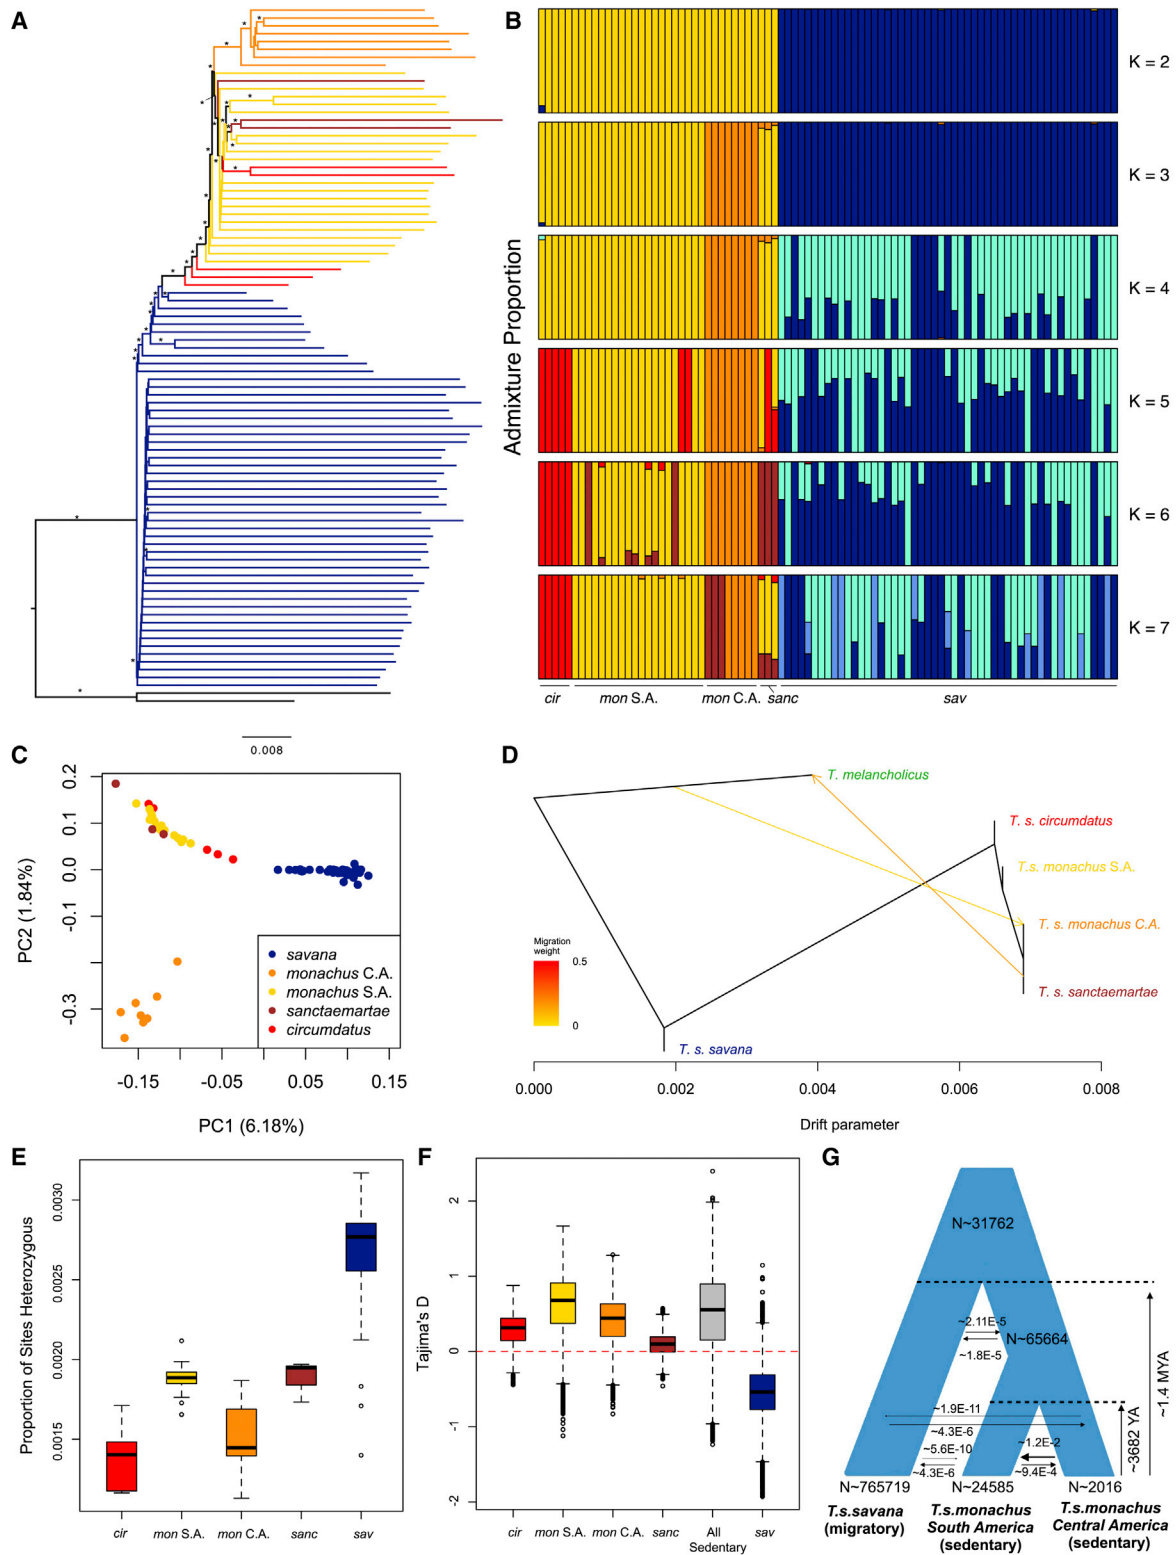 A
*
0.008
B
Admixture Proportion
K = 2
K = 3
K = 4
K = 5
K = 6
K = 7
cir mon S.A. mon C.A. sanc sav
C
PC2 (1.84%)
0.2
0.1
0.0
-0.1
-0.3
savana
monachus C.A.
monachus S.A.
sanctaemartae
circumdatus
-0.15 -0.05 0.05 0.15
PC1 (6.18%)
D
T. melancholicus
T. s. circumdatus
T.s. monachus S.A.
T. s. monachus C.A.
T. s. sanctaemartae
T. s. savana
Migration
weight
0.5
0
0.000 0.002 0.004 0.006 0.008
Drift parameter
E
Proportion of Sites Heterozygous
0.0030
0.0025
0.0020
0.0015
cir mon S.A. mon C.A. sanc sav
F
Tajima's D
2
1
0
-1
-2
cir mon S.A. mon C.A. sanc All sav
Sedentary
G
N~31762
~2.11E-5
N~65664
~1.8E-5
~1.9E-11
~4.3E-6
~5.6E-10
~1.2E-2
~4.3E-6
~9.4E-4
~3682 YA
~1.4 MYA
N~765719 N~24585 N~2016
T.s.savana T.s.monachus T.s.monachus
(migratory) South America Central America
(sedentary) (sedentary)